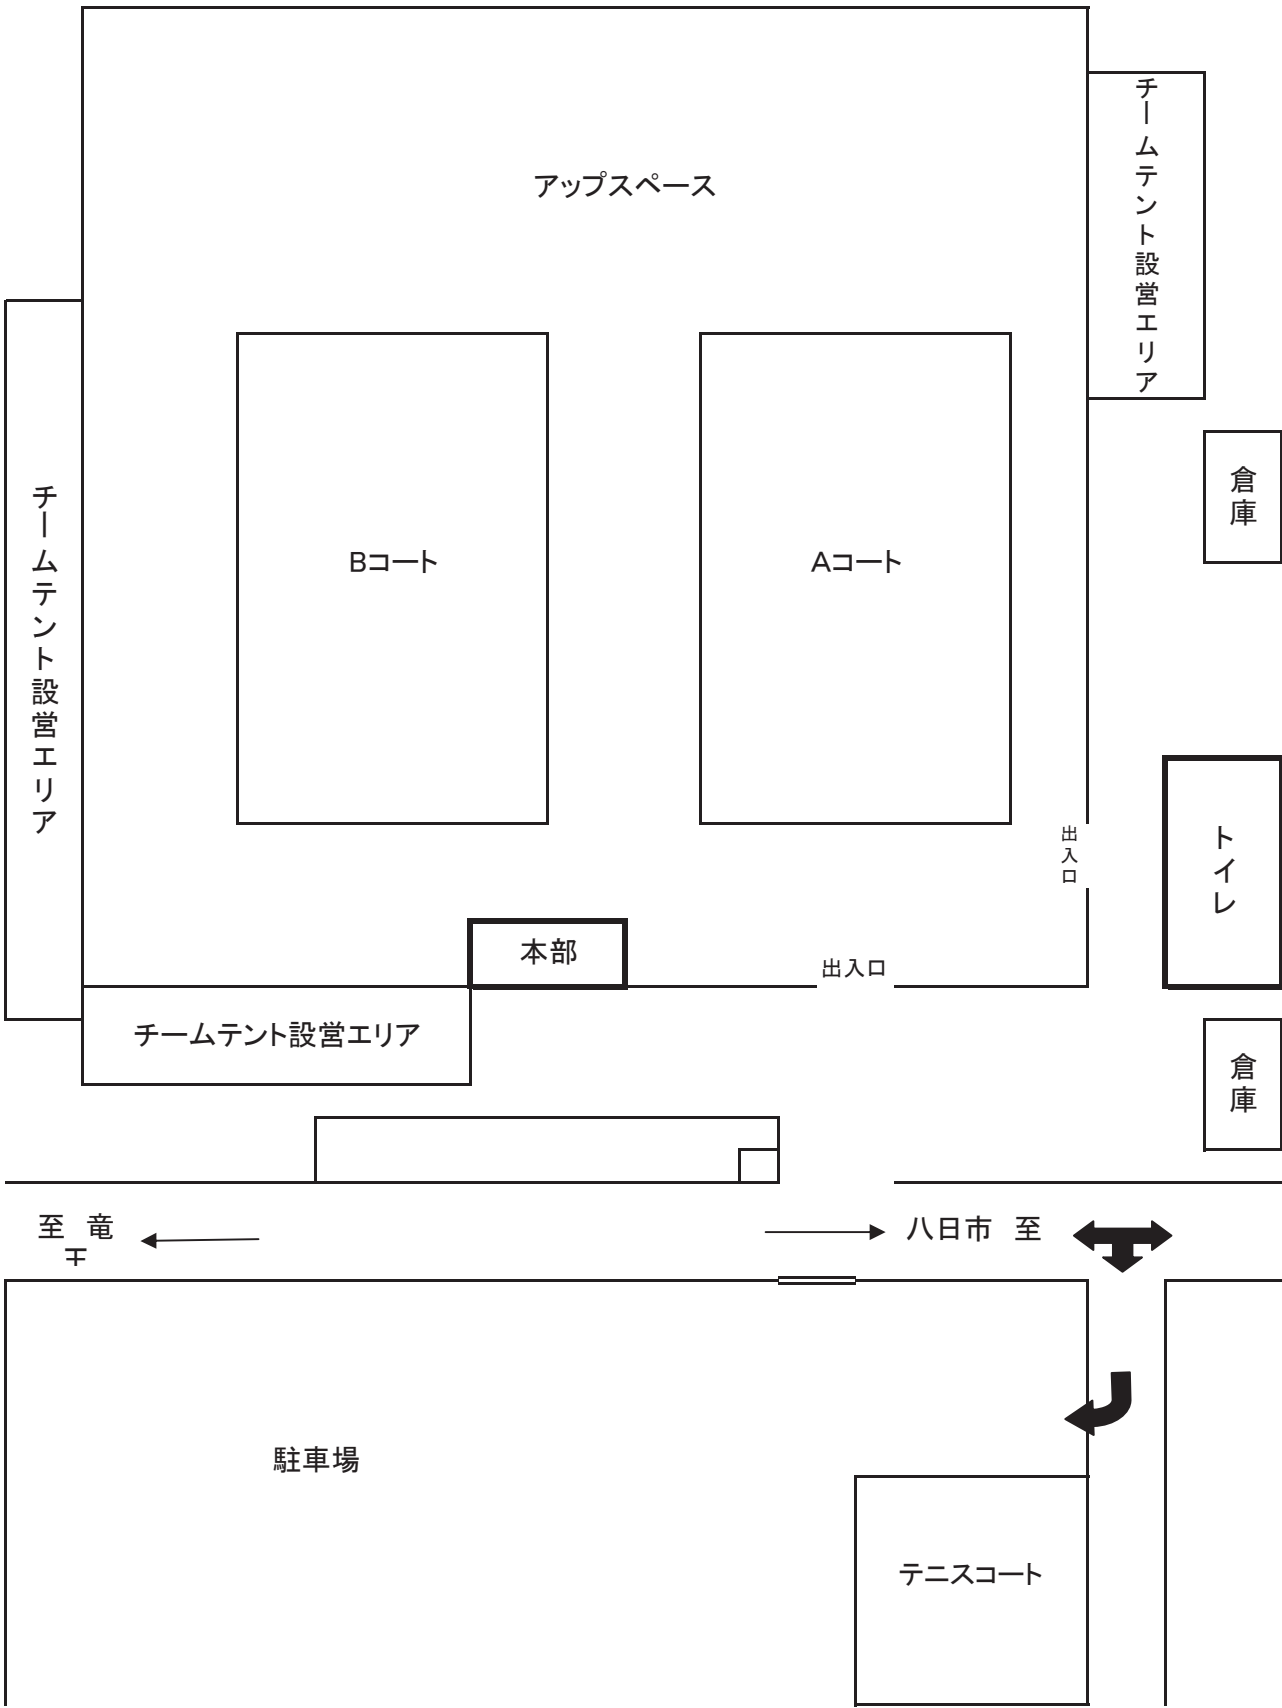 アップスペース
チームテント設営エリア
チームテント設営エリア
Bコート
Aコート
倉庫
トイレ
出入口
本部
出入口
チームテント設営エリア
倉庫
至 竜
八日市 至
駐車場
テニスコート